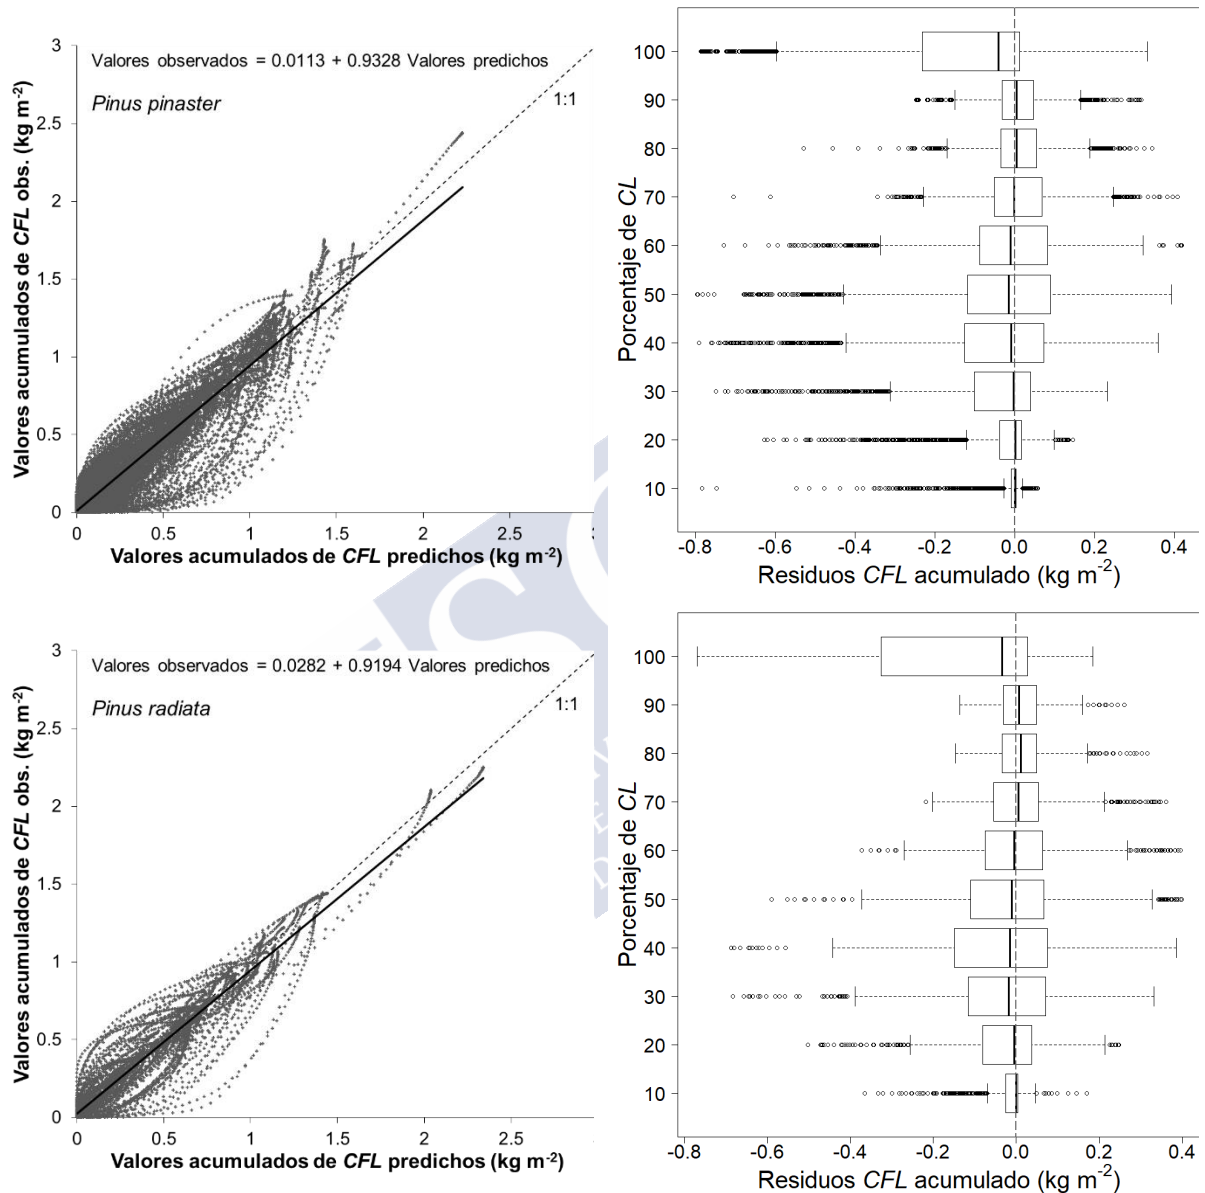 Valores acumulados de CFL obs. (kg m-2)
3
2.5
2
1.5
1
0.5
0
Valores observados = 0.0113 + 0.9328 Valores predichos
Pinus pinaster
1:1
0 0.5 1 1.5 2 2.5
Valores acumulados de CFL predichos (kg m-2)
Porcentaje de CL
100
90
80
70
60
50
40
30
20
10
-0.8 -0.6 -0.4 -0.2 0.0 0.2 0.4
Residuos CFL acumulado (kg m-2)
Valores acumulados de CFL obs. (kg m-2)
3
2.5
2
1.5
1
0.5
0
Valores observados = 0.0282 + 0.9194 Valores predichos
Pinus radiata
1:1
0 0.5 1 1.5 2 2.5
Valores acumulados de CFL predichos (kg m-2)
Porcentaje de CL
100
90
80
70
60
50
40
30
20
10
-0.8 -0.6 -0.4 -0.2 0.0 0.2 0.4
Residuos CFL acumulado (kg m-2)